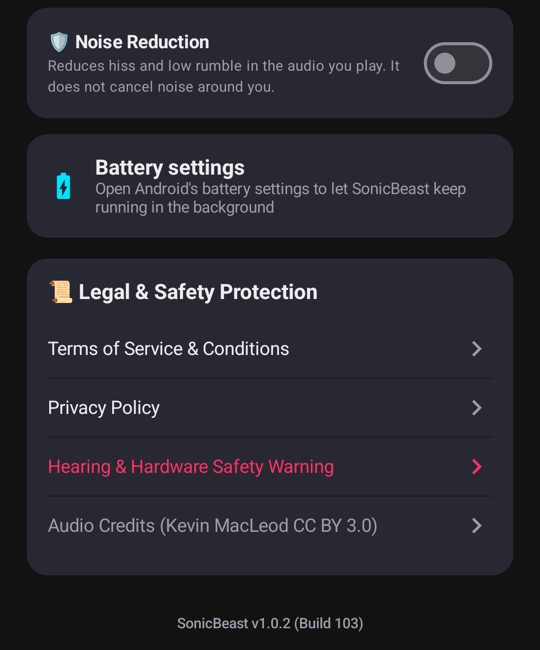 Noise Reduction
Reduces hiss and low rumble in the audio you play. It
does not cancel noise around you.
Battery settings
Open Android's battery settings to let SonicBeast keep
running in the background
Legal & Safety Protection
Terms of Service & Conditions
Privacy Policy
Hearing & Hardware Safety Warning
Audio Credits (Kevin MacLeod CC BY 3.0)
SonicBeast v1.0.2 (Build 103)